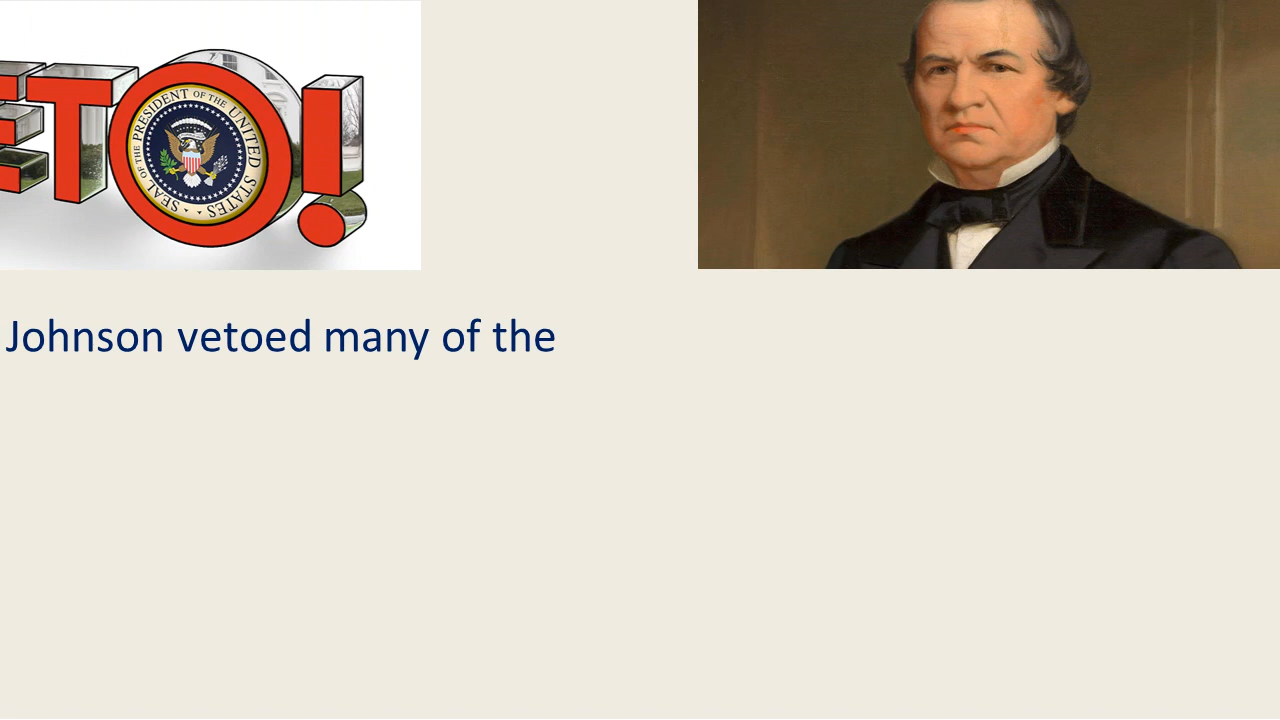 ETO!
SEAL OF THE PRESIDENT OF THE UNITED STATES
Johnson vetoed many of the